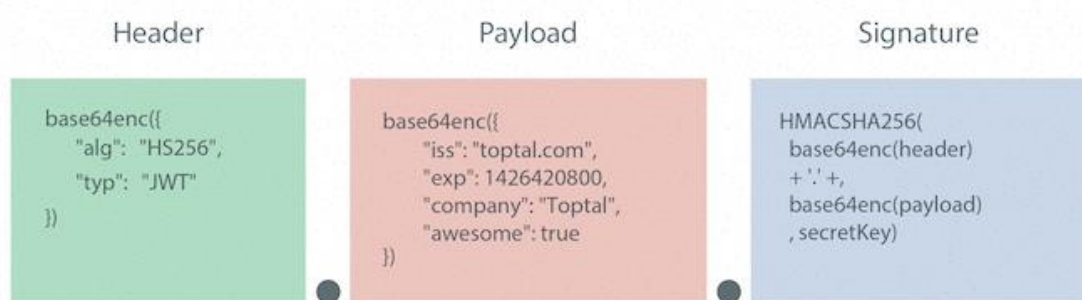 Header
base64enc({
"alg": "HS256",
"typ": "JWT"
})
Payload
base64enc({
"iss": "toptal.com",
"exp": 1426420800,
"company": "Toptal",
"awesome": true
})
Signature
HMACSHA256(
base64enc(header)
+ '.' +,
base64enc(payload)
, secretKey)